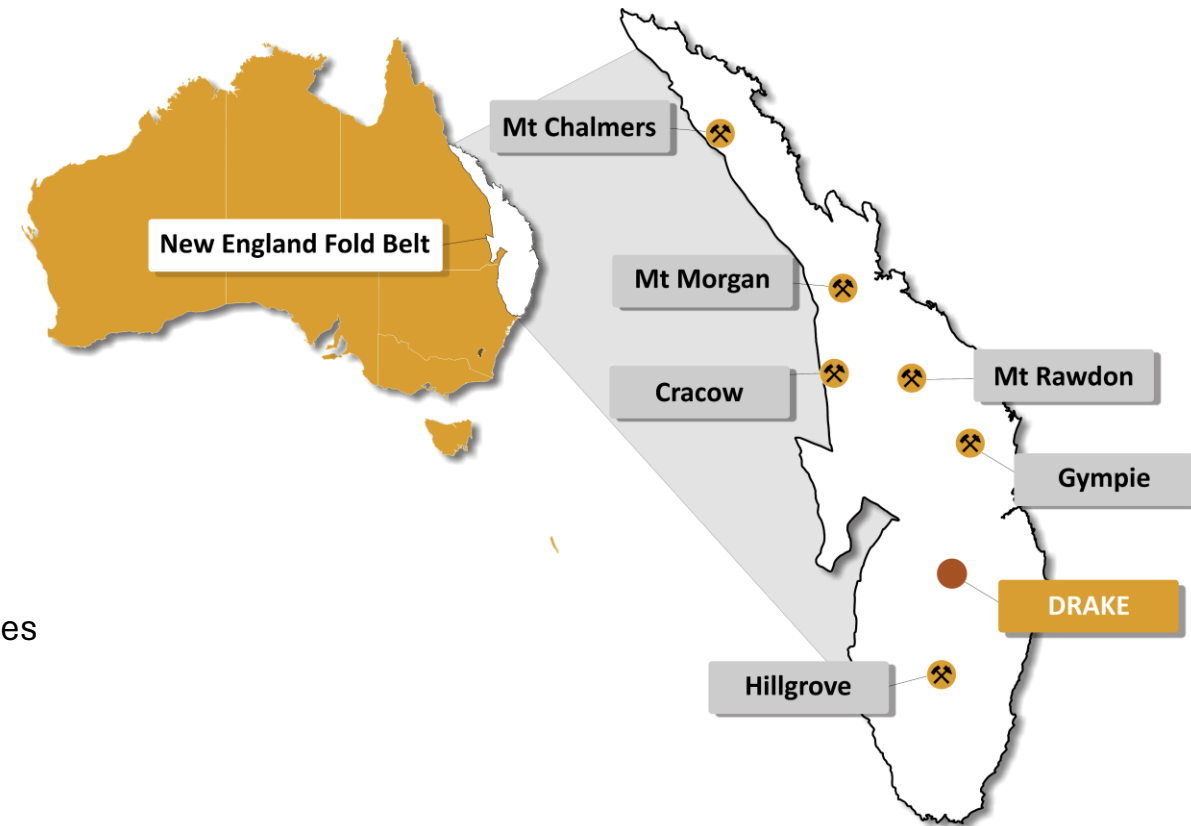 Mt Chalmers
New England Fold Belt
Mt Morgan
Cracow
Mt Rawdon
Gympie
DRAKE
es
Hillgrove